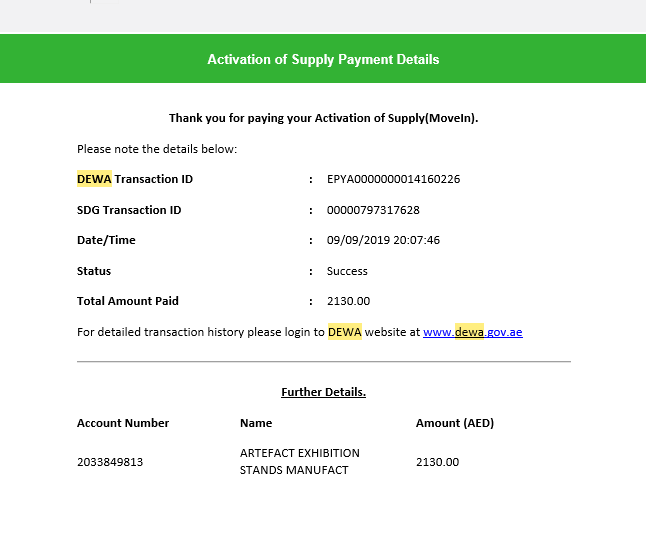 Activation of Supply Payment Details
Thank you for paying your Activation of Supply(MoveIn).
Please note the details below:
DEWA Transaction ID : EPYA0000000014160226
SDG Transaction ID : 00000797317628
Date/Time : 09/09/2019 20:07:46
Status : Success
Total Amount Paid : 2130.00
For detailed transaction history please login to DEWA website at www.dewa.gov.ae
Further Details.
Account Number Name Amount (AED)
2033849813 ARTEFACT EXHIBITION STANDS MANUFACT 2130.00